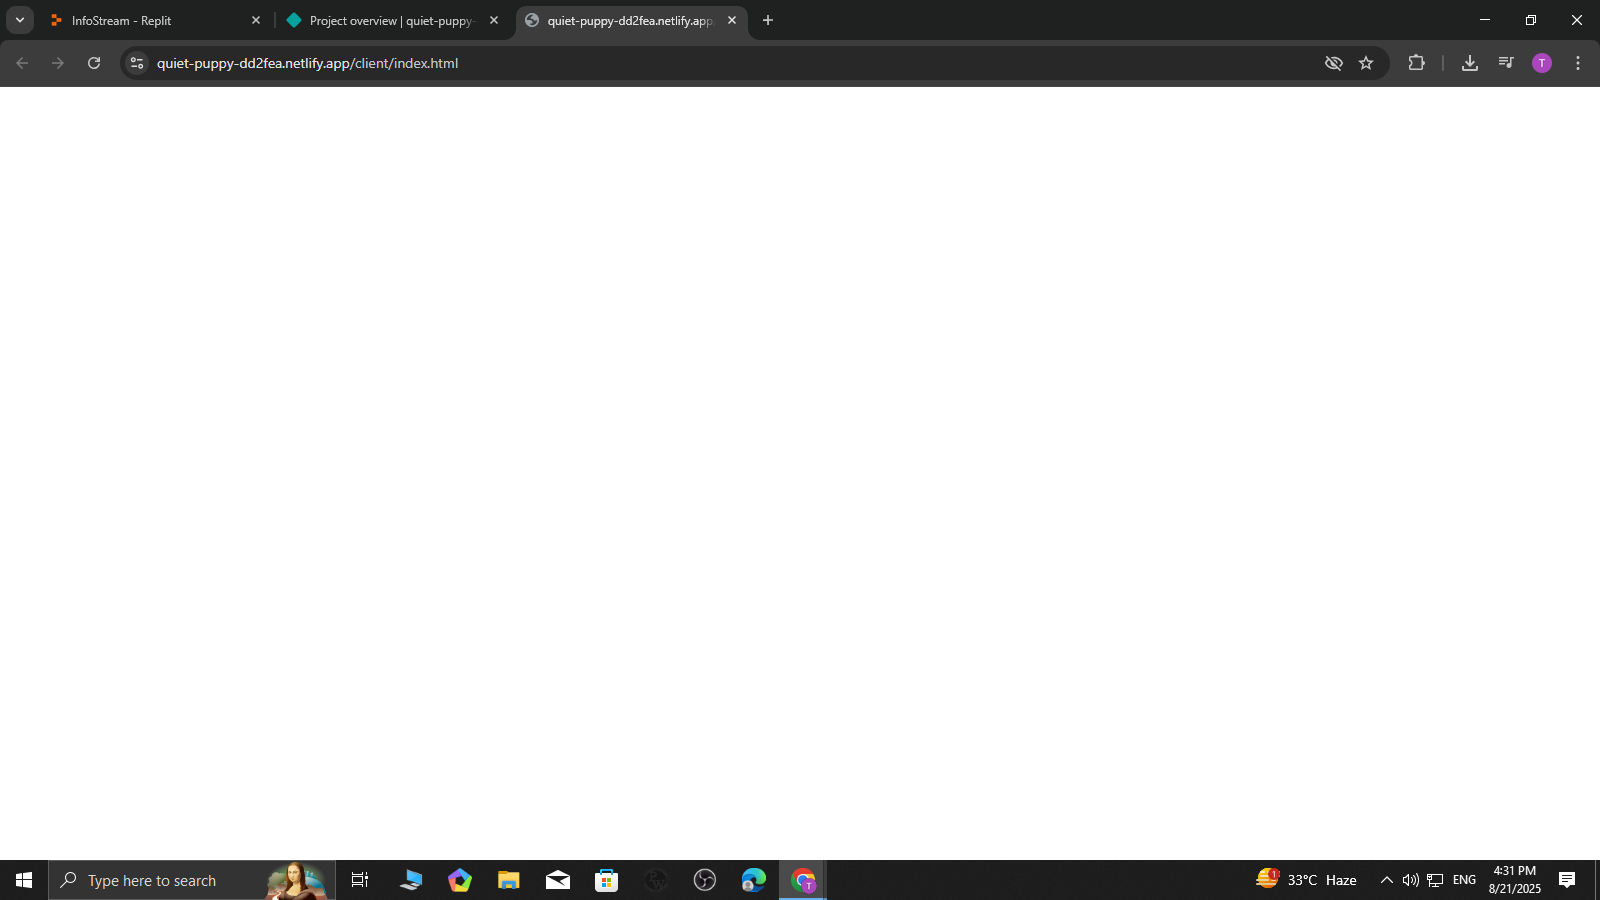 InfoStream - Replit
Project overview | quiet-puppy-
quiet-puppy-dd2fea.netlify.app
quiet-puppy-dd2fea.netlify.app/client/index.html
T
Type here to search
T
1
33°C Haze
ENG
4:31 PM
8/21/2025